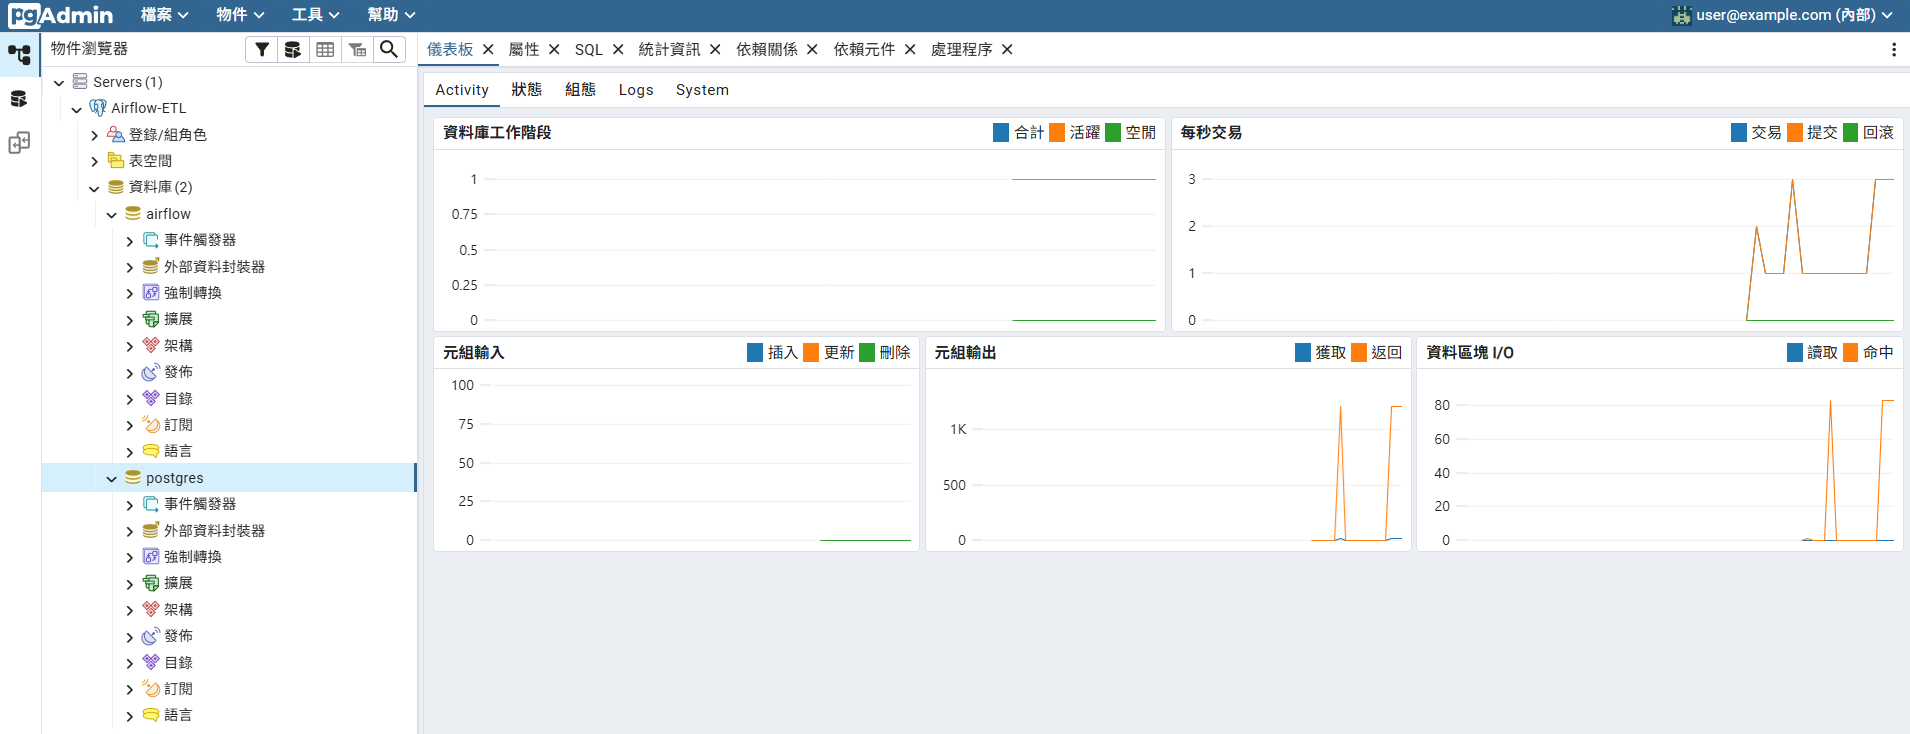 pgAdmin 檔案 物件 工具 幫助 user@example.com (內部)
物件瀏覽器
Servers (1)
Airflow-ETL
登錄/組角色
表空間
資料庫 (2)
airflow
事件觸發器
外部資料封裝器
強制轉換
擴展
架構
發佈
目錄
訂閱
語言
postgres
事件觸發器
外部資料封裝器
強制轉換
擴展
架構
發佈
目錄
訂閱
語言
儀表板 屬性 SQL 統計資訊 依賴關係 依賴元件 處理程序
Activity 狀態 組態 Logs System
資料庫工作階段 合計 活躍 空閒
1
0.75
0.5
0.25
0
每秒交易 交易 提交 回滾
3
2
1
0
元組輸入 插入 更新 刪除
100
75
50
25
0
元組輸出 獲取 返回
1K
500
0
資料區塊 I/O 讀取 命中
80
60
40
20
0